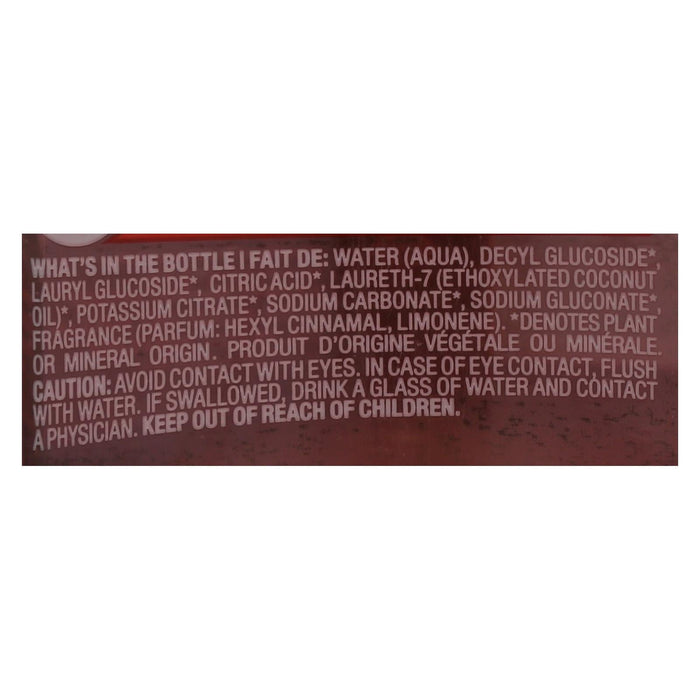 WHAT'S IN THE BOTTLE | FAIT DE: WATER (AQUA), DECYL GLUCOSIDE*,
LAURYL GLUCOSIDE*, CITRIC ACID*, LAURETH-7 (ETHOXYLATED COCONUT
OIL)*, POTASSIUM CITRATE*, SODIUM CARBONATE*, SODIUM GLUCONATE*,
FRAGRANCE (PARFUM: HEXYL CINNAMAL, LIMONENE). *DENOTES PLANT
OR MINERAL ORIGIN. PRODUIT D'ORIGINE VÉGÉTALE OU MINÉRALE.
CAUTION: AVOID CONTACT WITH EYES. IN CASE OF EYE CONTACT, FLUSH
WITH WATER. IF SWALLOWED, DRINK A GLASS OF WATER AND CONTACT
A PHYSICIAN. KEEP OUT OF REACH OF CHILDREN.